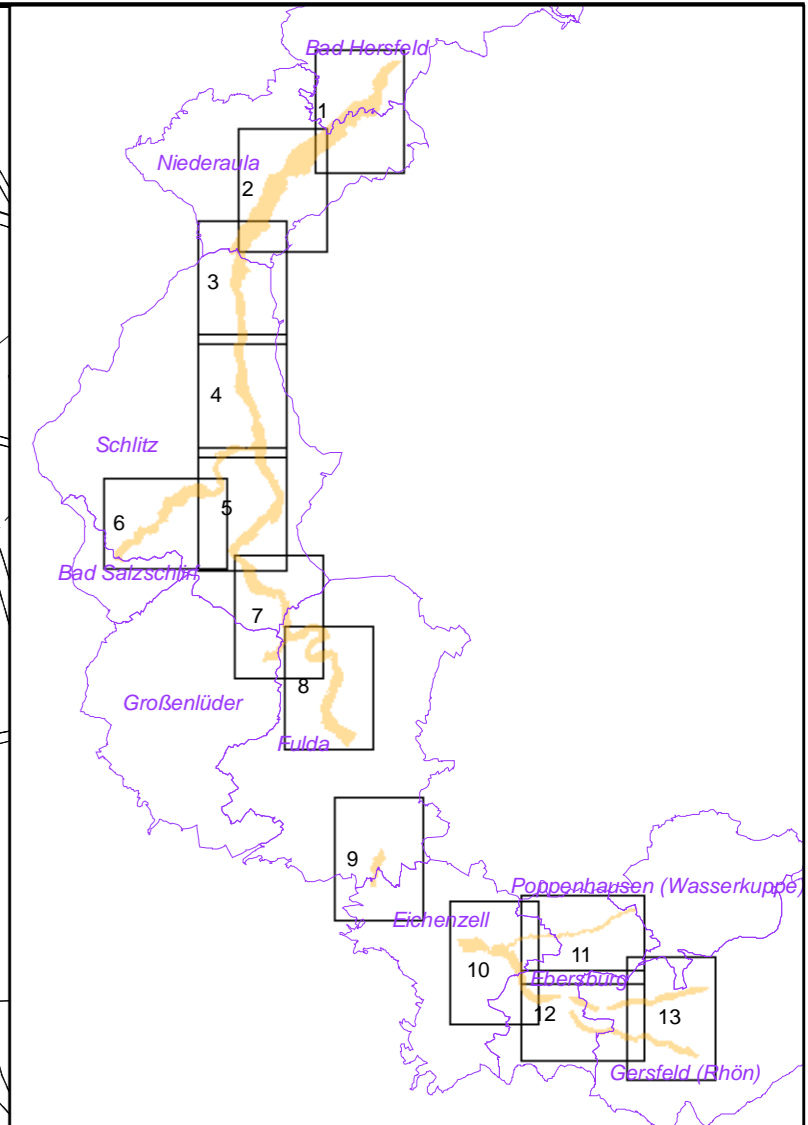 Bad Hersfeld
1
Niederaula
2
3
4
Schlitz
5
6
Bad Salzschlirf
7
8
Großenlüder
Fulda
9
Poppenhausen (Wasserkuppe)
Eichenzell
11
10
Ebersburg
12
13
Gersfeld (Rhön)